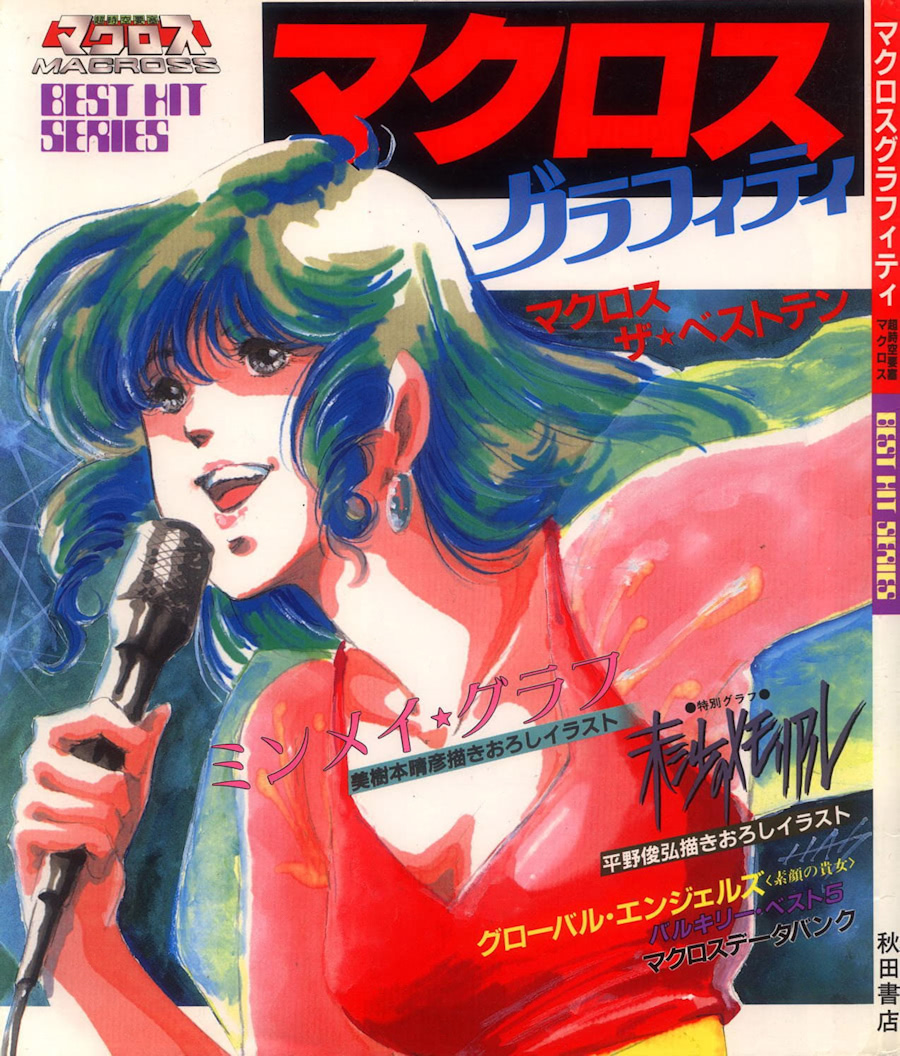 超時空要塞
マクロス
MACROSS
BEST HIT
SERIES
マクロス
グラフィティ
マクロス
ザ★ベストテン
ミンメイ★グラフ
美樹本晴彦描きおろしイラスト
●特別グラフ●
未沙のメモリアル
平野俊弘描きおろしイラスト
グローバル・エンジェルズ〈素顔の貴女〉
バルキリー・ベスト5
マクロスデータバンク
マクロスグラフィティ
超時空要塞
マクロス
BEST HIT SERIES
秋田書店